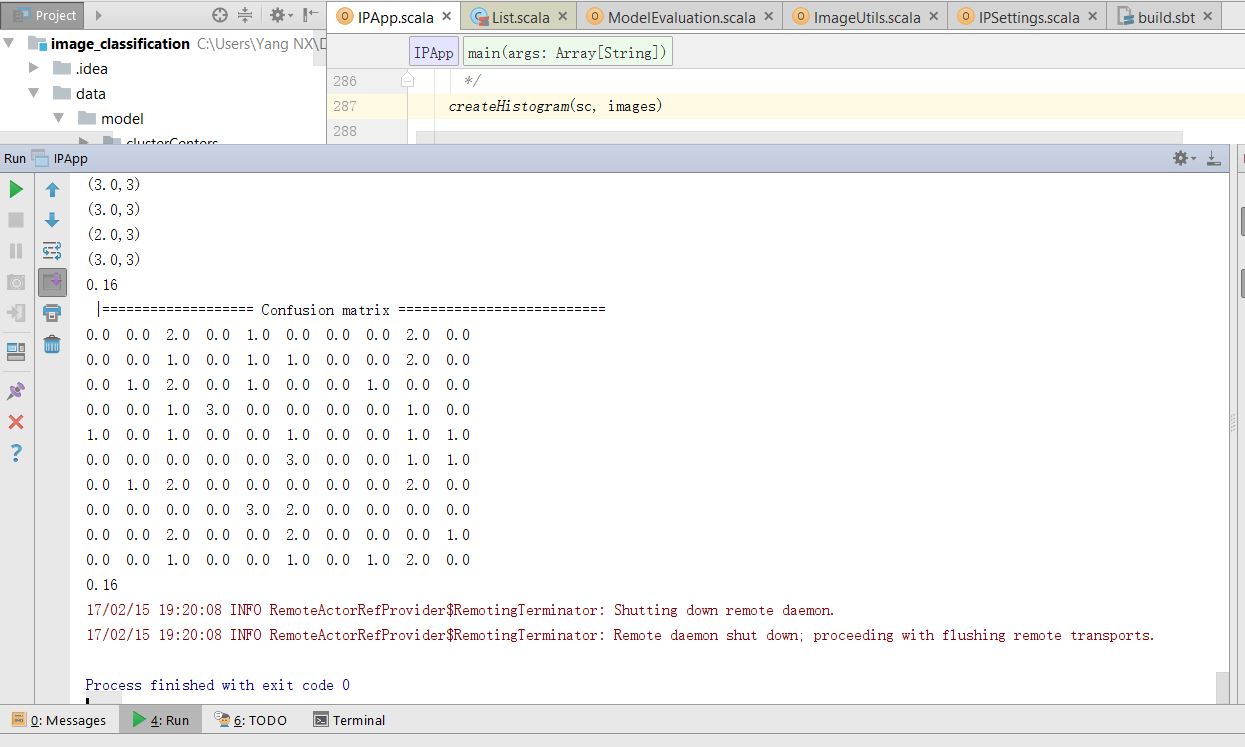 Project
IPApp.scala
List.scala
ModelEvaluation.scala
ImageUtils.scala
IPSettings.scala
build.sbt
image_classification C:\Users\Yang NX\
.idea
data
model
clusterCenters
IPApp
main(args: Array[String])
286 */
287 createHistogram(sc, images)
288
Run IPApp
(3.0,3)
(3.0,3)
(2.0,3)
(3.0,3)
0.16
|=================== Confusion matrix ==========================
0.0 0.0 2.0 0.0 1.0 0.0 0.0 0.0 2.0 0.0
0.0 0.0 1.0 0.0 1.0 1.0 0.0 0.0 2.0 0.0
0.0 1.0 2.0 0.0 1.0 0.0 0.0 1.0 0.0 0.0
0.0 0.0 1.0 3.0 0.0 0.0 0.0 0.0 1.0 0.0
1.0 0.0 1.0 0.0 0.0 1.0 0.0 0.0 1.0 1.0
0.0 0.0 0.0 0.0 0.0 3.0 0.0 0.0 1.0 1.0
0.0 1.0 2.0 0.0 0.0 0.0 0.0 0.0 2.0 0.0
0.0 0.0 0.0 0.0 3.0 2.0 0.0 0.0 0.0 0.0
0.0 0.0 2.0 0.0 0.0 2.0 0.0 0.0 0.0 1.0
0.0 0.0 1.0 0.0 0.0 1.0 0.0 1.0 2.0 0.0
0.16
17/02/15 19:20:08 INFO RemoteActorRefProvider$RemotingTerminator: Shutting down remote daemon.
17/02/15 19:20:08 INFO RemoteActorRefProvider$RemotingTerminator: Remote daemon shut down; proceeding with flushing remote transports.
Process finished with exit code 0
0: Messages
4: Run
6: TODO
Terminal